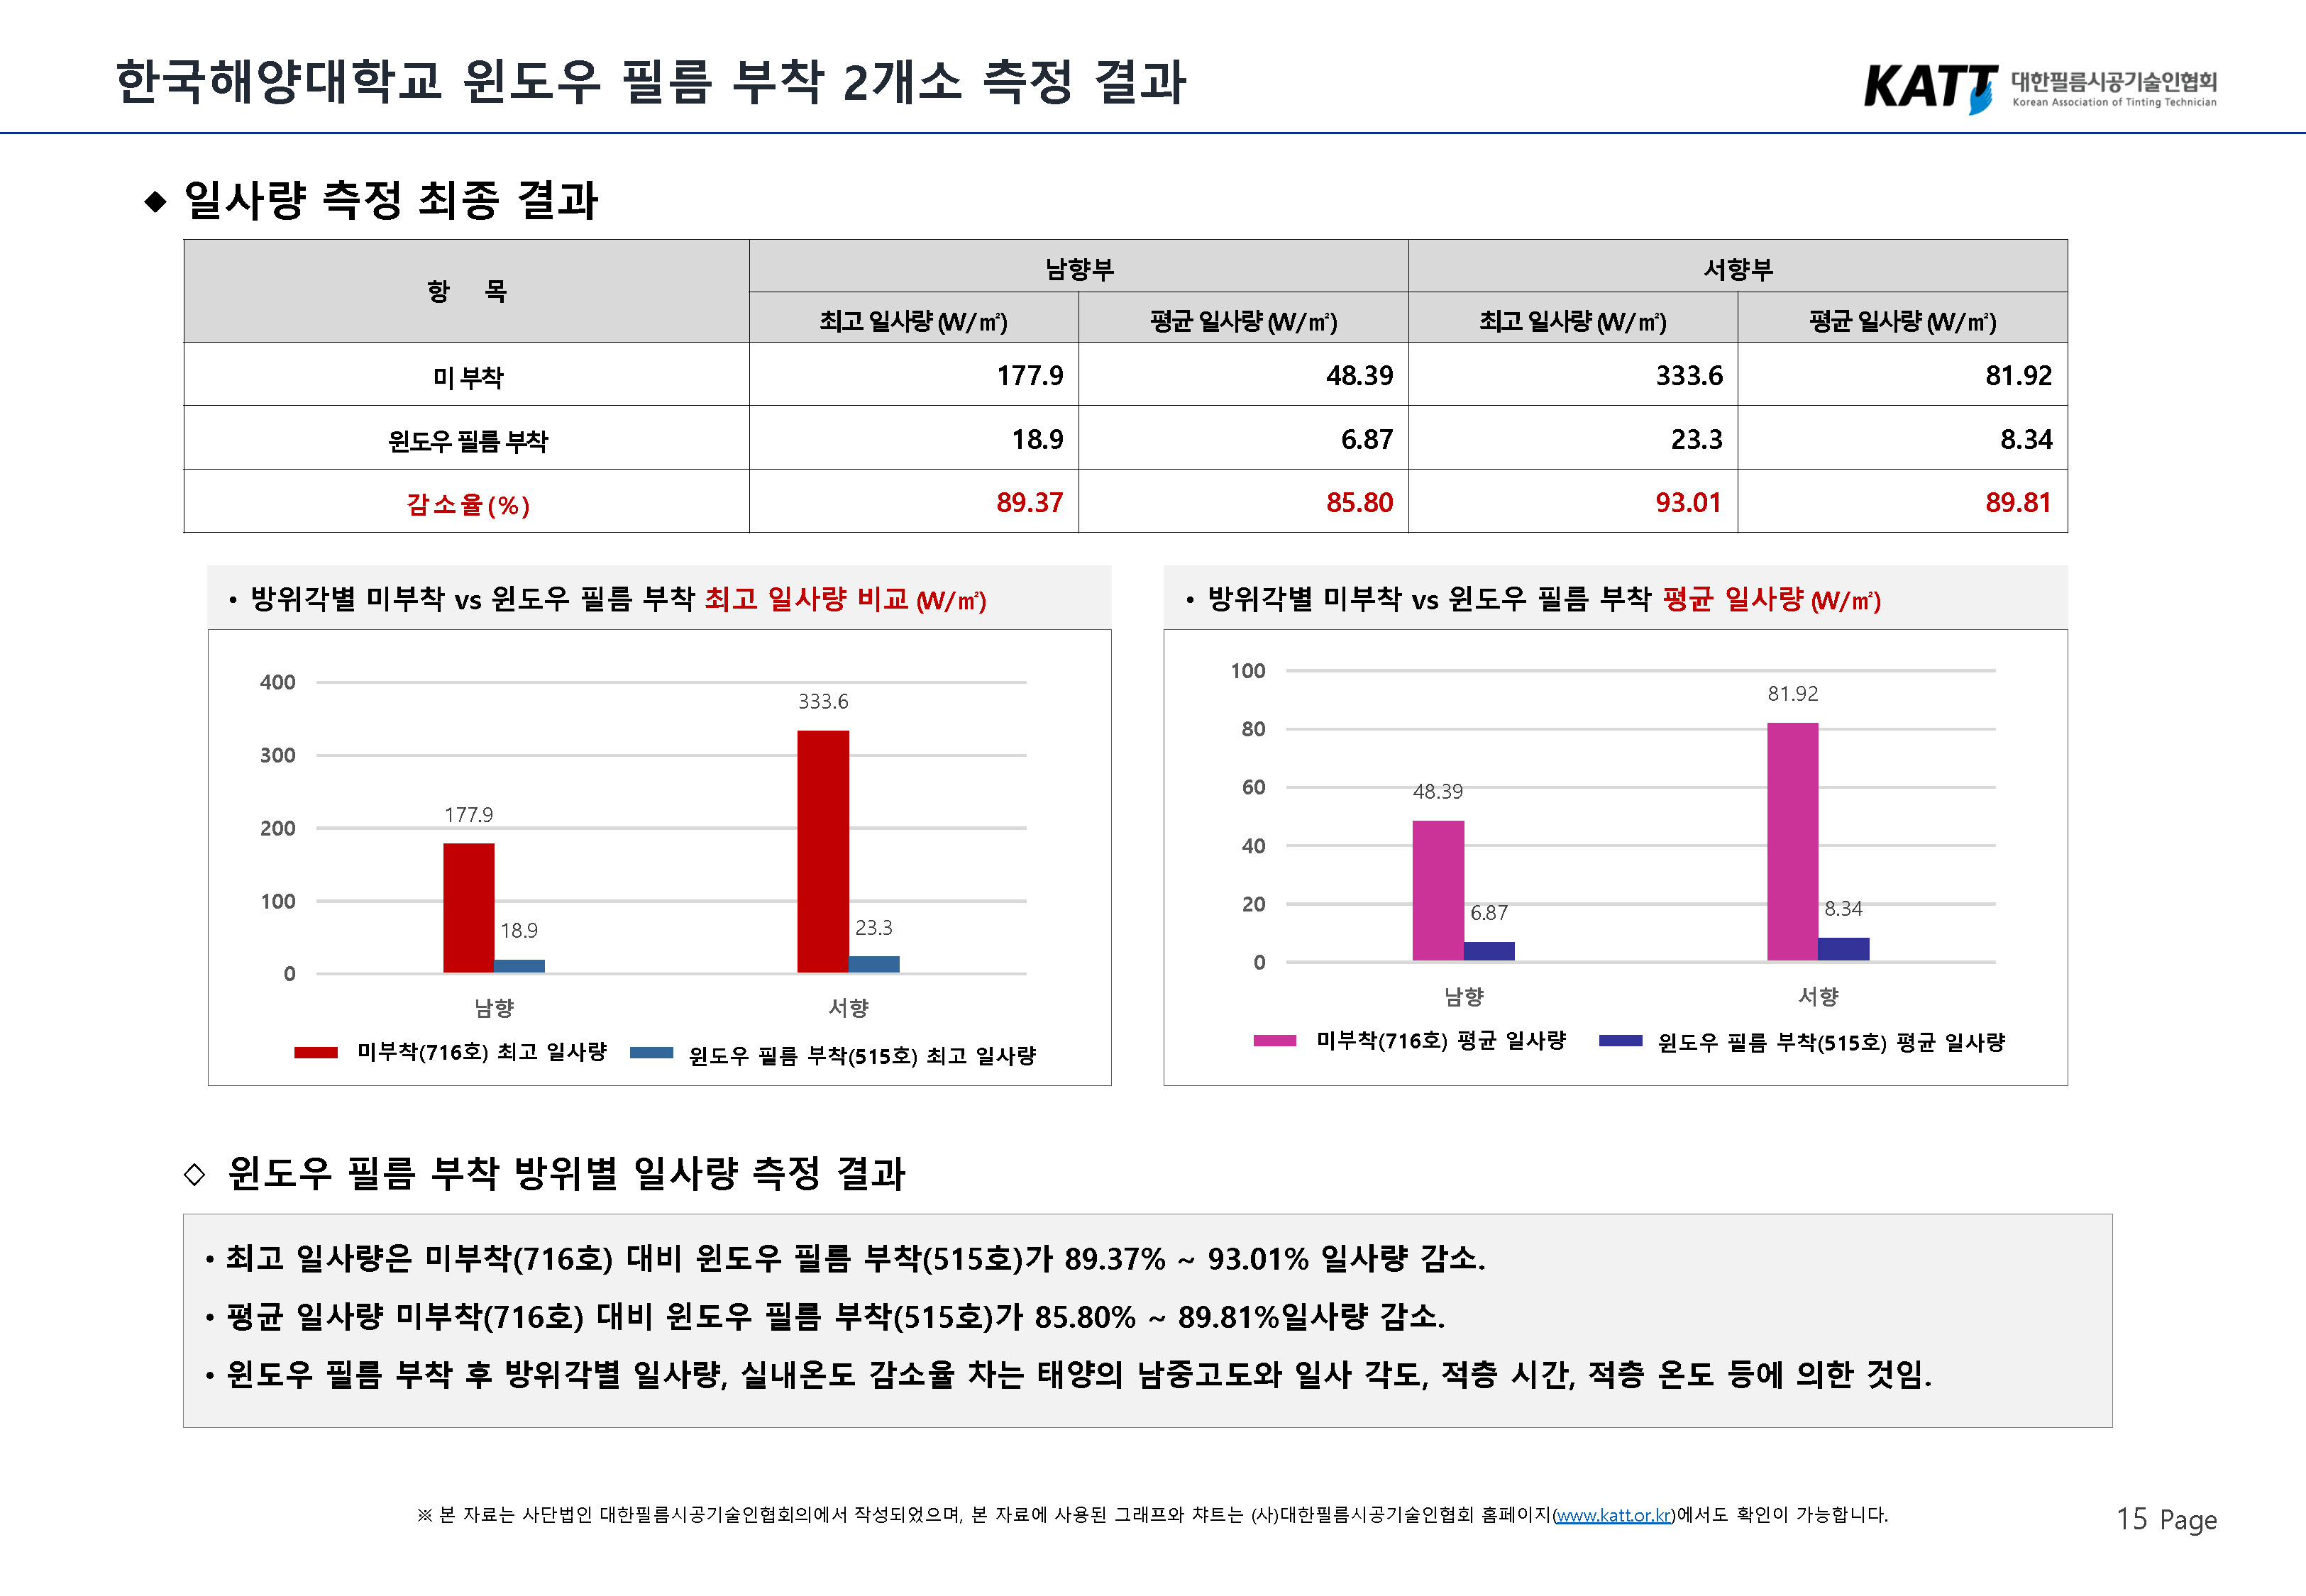 한국해양대학교 윈도우 필름 부착 2개소 측정 결과
KATT 대한필름시공기술인협회
Korean Association of Tinting Technician
◆ 일사량 측정 최종 결과
항 목 남향부 서향부
최고 일사량 (W/㎡) 평균 일사량 (W/㎡) 최고 일사량 (W/㎡) 평균 일사량 (W/㎡)
미 부착 177.9 48.39 333.6 81.92
윈도우 필름 부착 18.9 6.87 23.3 8.34
감소율(%) 89.37 85.80 93.01 89.81
• 방위각별 미부착 vs 윈도우 필름 부착 최고 일사량 비교 (W/㎡)
400
300
200
100
0
177.9
18.9
333.6
23.3
남향 서향
미부착(716호) 최고 일사량 윈도우 필름 부착(515호) 최고 일사량
• 방위각별 미부착 vs 윈도우 필름 부착 평균 일사량 (W/㎡)
100
80
60
40
20
0
48.39
6.87
81.92
8.34
남향 서향
미부착(716호) 평균 일사량 윈도우 필름 부착(515호) 평균 일사량
◇ 윈도우 필름 부착 방위별 일사량 측정 결과
• 최고 일사량은 미부착(716호) 대비 윈도우 필름 부착(515호)가 89.37% ~ 93.01% 일사량 감소.
• 평균 일사량 미부착(716호) 대비 윈도우 필름 부착(515호)가 85.80% ~ 89.81%일사량 감소.
• 윈도우 필름 부착 후 방위각별 일사량, 실내온도 감소율 차는 태양의 남중고도와 일사 각도, 적층 시간, 적층 온도 등에 의한 것임.
※ 본 자료는 사단법인 대한필름시공기술인협회의에서 작성되었으며, 본 자료에 사용된 그래프와 챠트는 (사)대한필름시공기술인협회 홈페이지(www.katt.or.kr)에서도 확인이 가능합니다.
15 Page